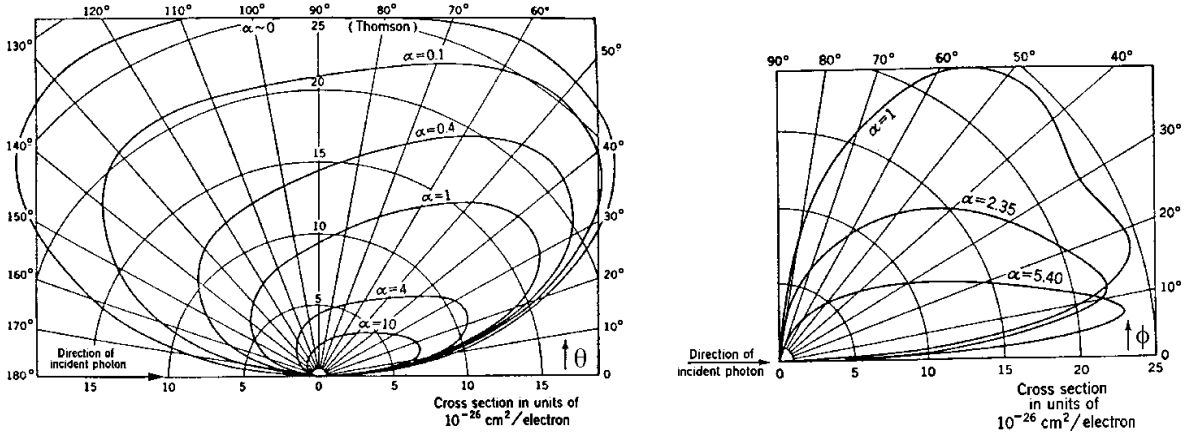 120° 110° 100° 90° 80° 70° 60°
α~0 25 (Thomson)
130° 50°
α=0.1
20
α=0.4
140° 15 40°
α=1
150° 10 30°
160° 20°
α=4
5
170° α=10 10°
Direction of
incident photon
θ
180° 0
15 10 5 0 5 10 15
Cross section in units of
10⁻²⁶ cm²/electron
90° 80° 70° 60° 50° 40°
α=1
30°
α=2.35
20°
α=5.40
10°
ϕ
Direction of
incident photon
0
0 5 10 15 20 25
Cross section
in units of
10⁻²⁶ cm²/electron